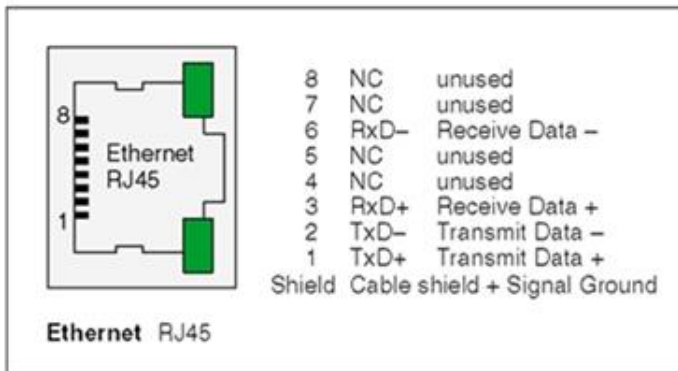 8
Ethernet
RJ45
1
8 NC unused
7 NC unused
6 RxD− Receive Data −
5 NC unused
4 NC unused
3 RxD+ Receive Data +
2 TxD− Transmit Data −
1 TxD+ Transmit Data +
Shield Cable shield + Signal Ground
Ethernet RJ45